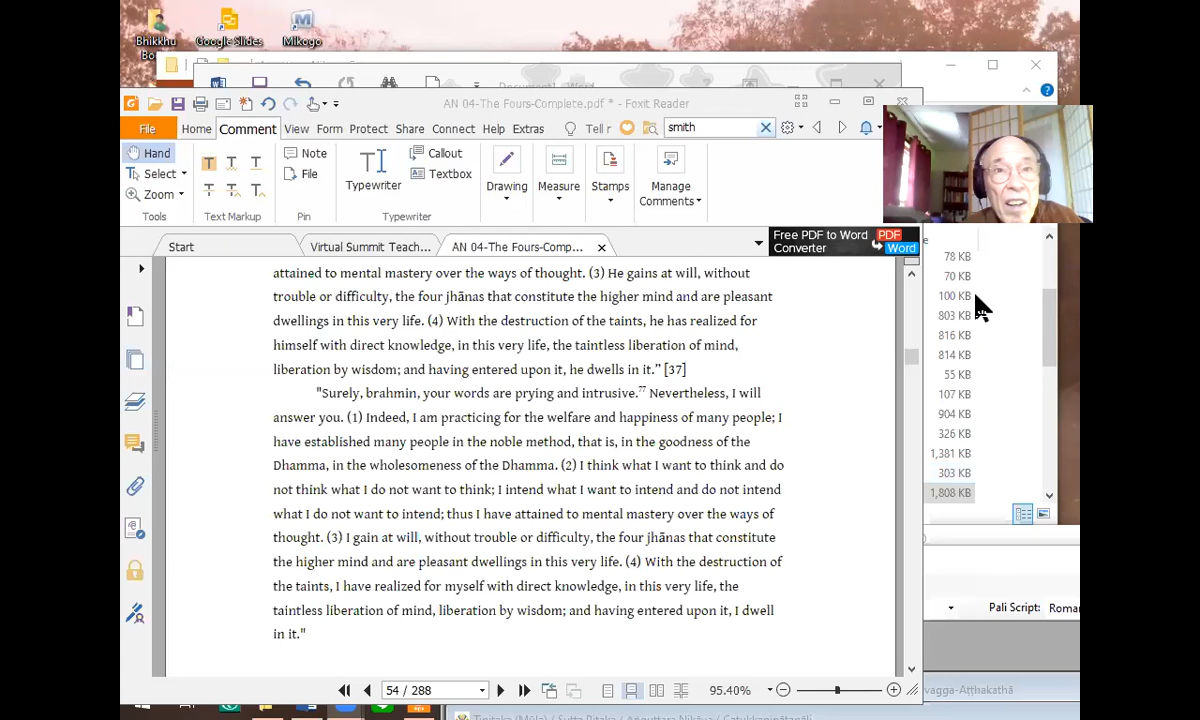 Bhikkhu
Google Slides
Mikogo
Bo
AN 04-The Fours-Complete.pdf * - Foxit Reader
File Home Comment View Form Protect Share Connect Help Extras Tell r smith
Hand
Select
Zoom
Tools
Text Markup
Note
File
Pin
Typewriter
Callout
Textbox
Typewriter
Drawing
Measure
Stamps
Manage
Comments
Start Virtual Summit Teach... AN 04-The Fours-Comp...
Free PDF to Word
Converter
PDF
Word
attained to mental mastery over the ways of thought. (3) He gains at will, without
trouble or difficulty, the four jhānas that constitute the higher mind and are pleasant
dwellings in this very life. (4) With the destruction of the taints, he has realized for
himself with direct knowledge, in this very life, the taintless liberation of mind,
liberation by wisdom; and having entered upon it, he dwells in it.” [37]
"Surely, brahmin, your words are prying and intrusive.77 Nevertheless, I will
answer you. (1) Indeed, I am practicing for the welfare and happiness of many people; I
have established many people in the noble method, that is, in the goodness of the
Dhamma, in the wholesomeness of the Dhamma. (2) I think what I want to think and do
not think what I do not want to think; I intend what I want to intend and do not intend
what I do not want to intend; thus I have attained to mental mastery over the ways of
thought. (3) I gain at will, without trouble or difficulty, the four jhānas that constitute
the higher mind and are pleasant dwellings in this very life. (4) With the destruction of
the taints, I have realized for myself with direct knowledge, in this very life, the
taintless liberation of mind, liberation by wisdom; and having entered upon it, I dwell
in it."
78 KB
70 KB
100 KB
803 KB
816 KB
814 KB
55 KB
107 KB
904 KB
326 KB
1,381 KB
303 KB
1,808 KB
Pali Script: Roman
54 / 288
95.40%
vagga-Aṭṭhakathā